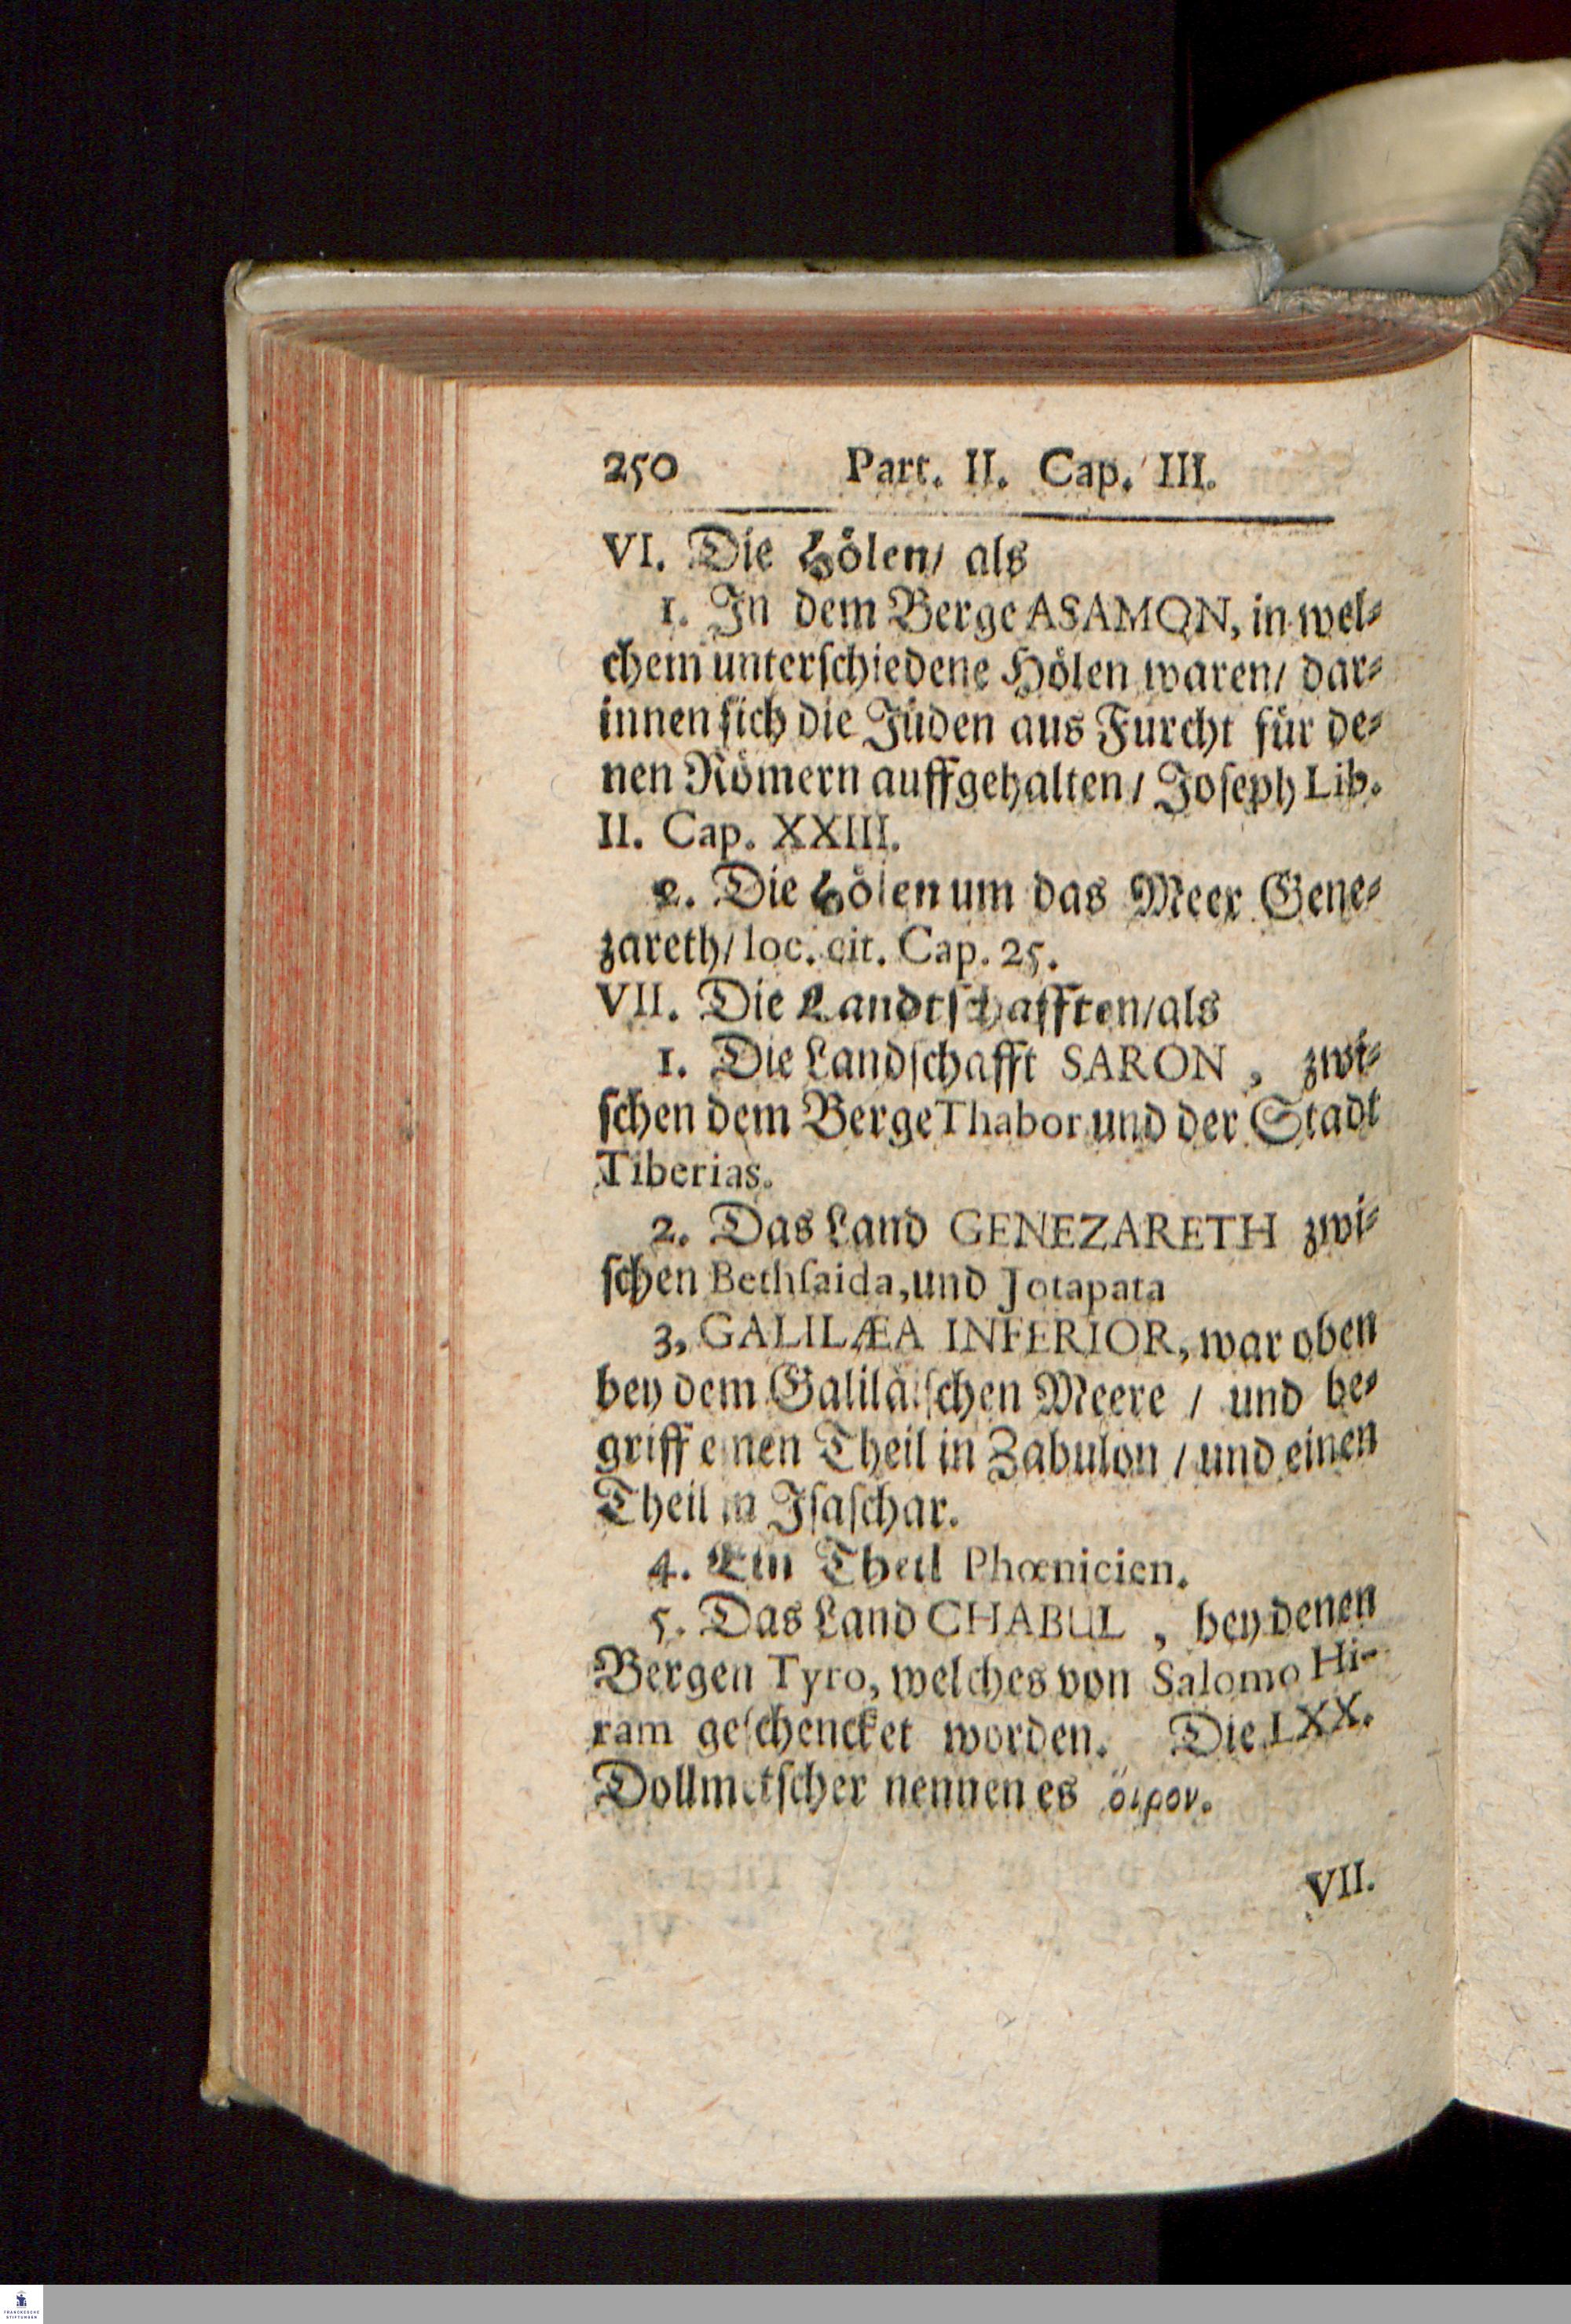 250 Part. II. Cap. III.
VI. Die Hölen/ als
1. In dem Berge ASAMON, in wel⸗
chem unterschiedene Hölen waren/ dar⸗
innen sich die Jüden aus Furcht für de⸗
nen Römern auffgehalten/ Joseph Lib.
II. Cap. XXIII.
2. Die Hölen um das Meer Gene⸗
zareth/ loc. cit. Cap. 25.
VII. Die Landtschafften/als
1. Die Landschafft SARON, zwi⸗
schen dem Berge Thabor und der Stadt
Tiberias.
2. Das Land GENEZARETH zwi⸗
schen Bethsaida, und Jotapata
3, GALILÆA INFERIOR, war oben
bey dem Galiläischen Meere / und be⸗
griff einen Theil in Zabulon / und einen
Theil in Isaschar.
4. Ein Theil Phœnicien.
5. Das Land CHABUL, bey denen
Bergen Tyro, welches von Salomo Hi-
ram geschencket worden. Die LXX.
Dollmetscher nennen es ὅιρον.
VII.
FRANCKESCHE
STIFTUNGEN